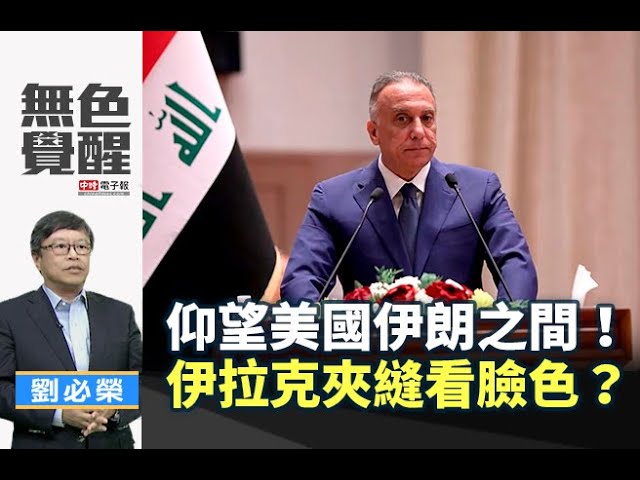 無色
覺醒
中時 電子報
劉必榮
الله
仰望美國伊朗之間！
伊拉克夾縫看臉色？